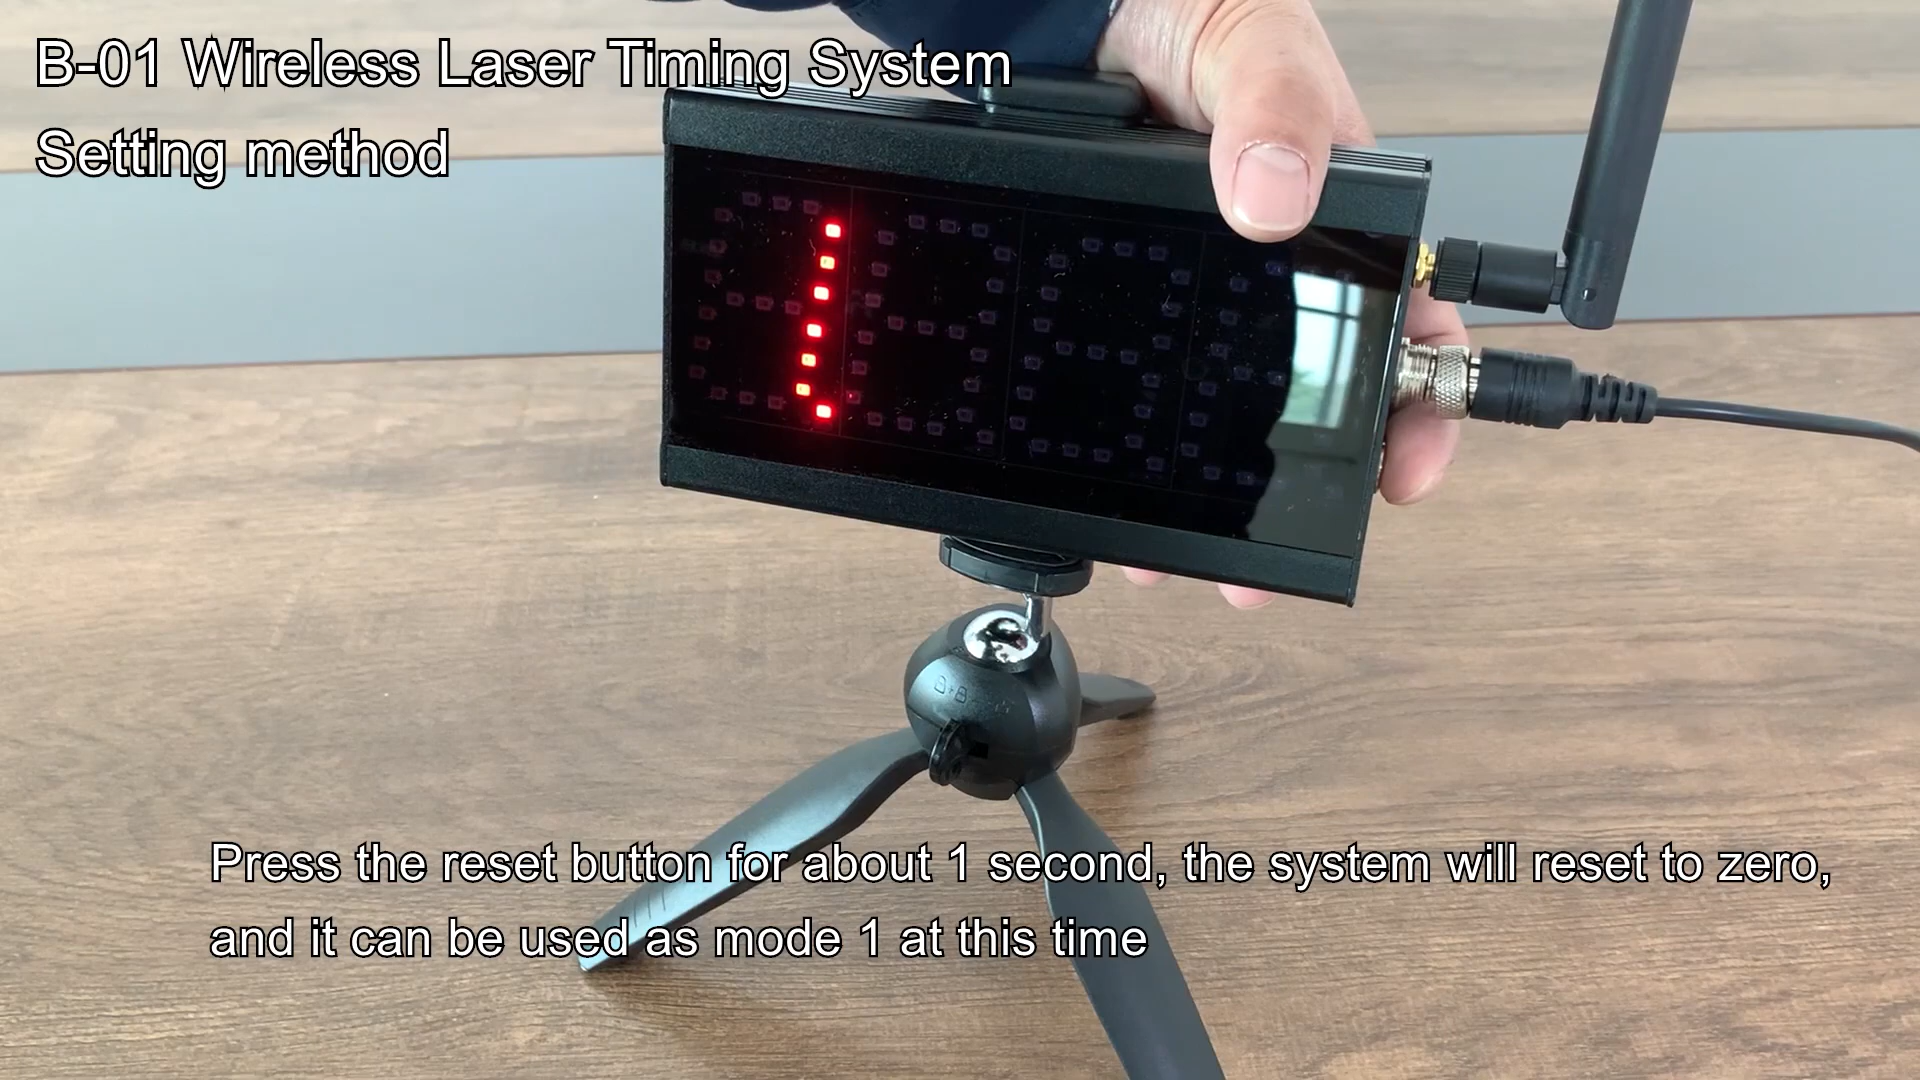 B-01 Wireless Laser Timing System
Setting method
1.
Press the reset button for about 1 second, the system will reset to zero,
and it can be used as mode 1 at this time